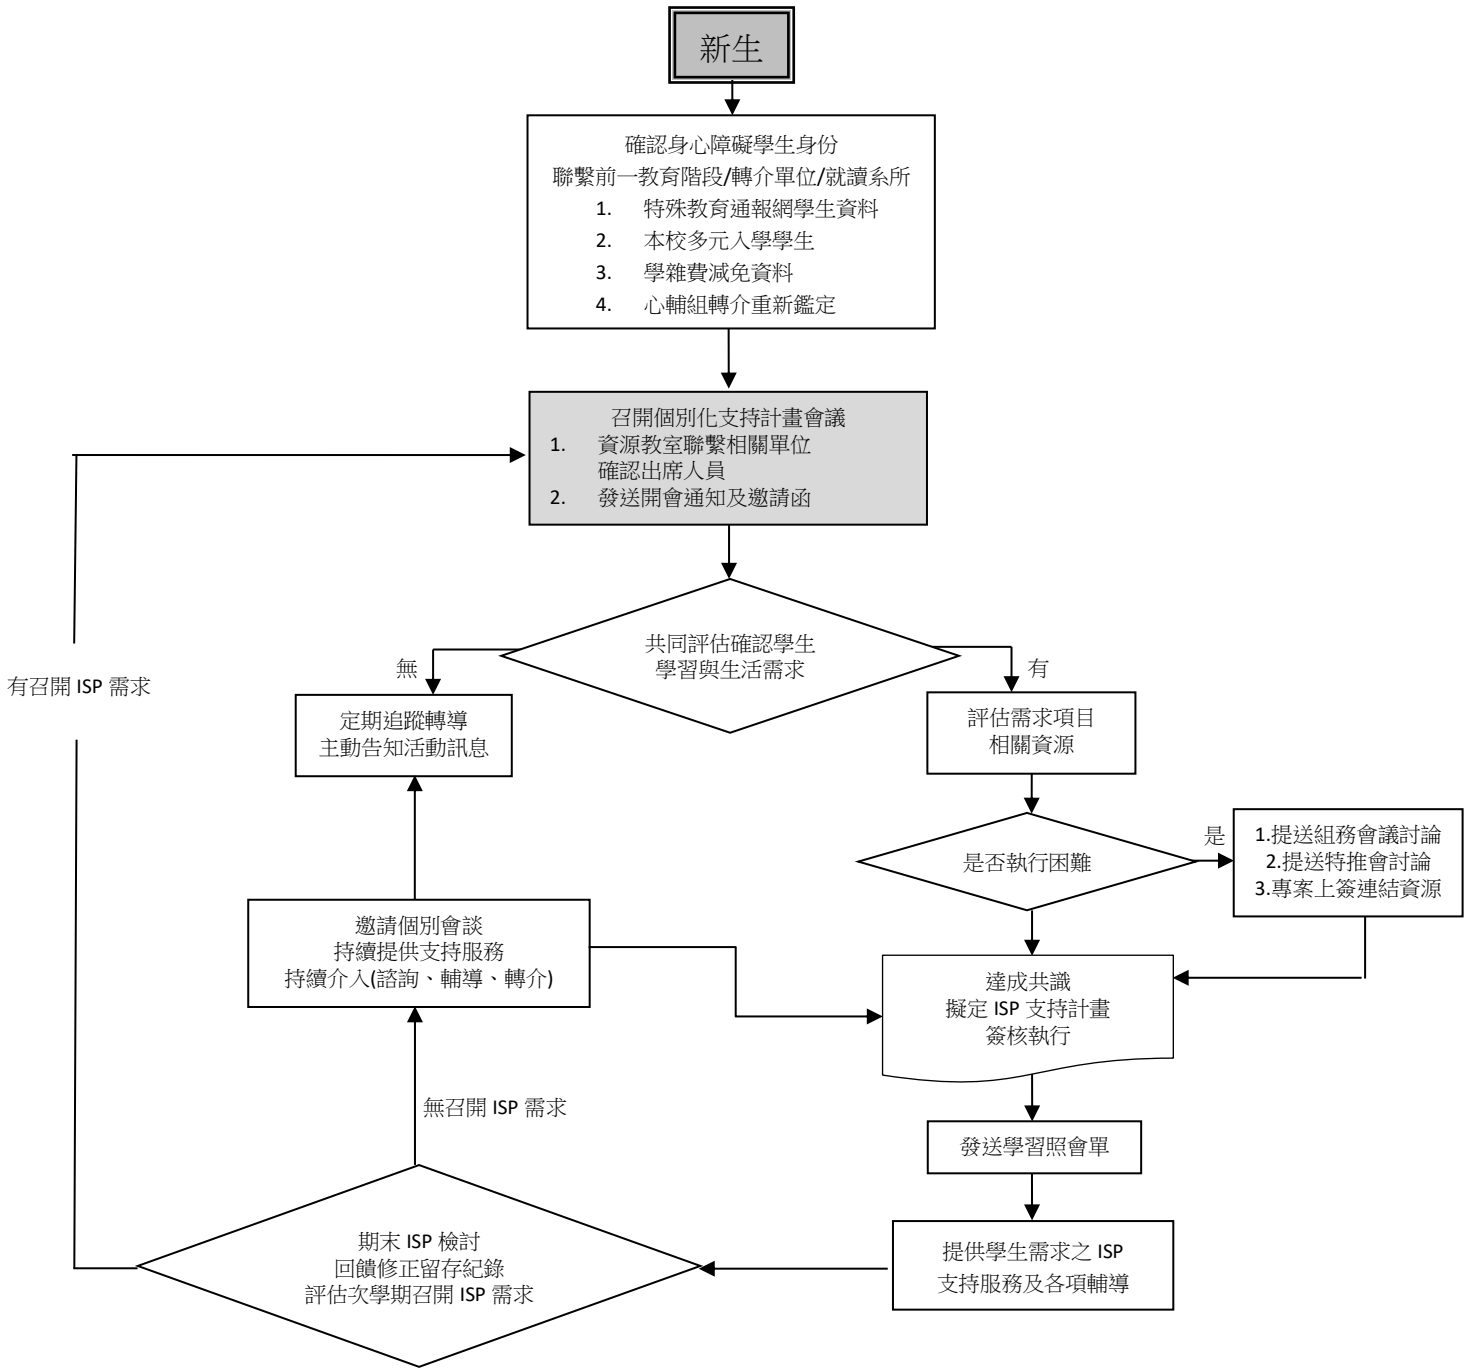 新生
確認身心障礙學生身份
聯繫前一教育階段/轉介單位/就讀系所
1. 特殊教育通報網學生資料
2. 本校多元入學學生
3. 學雜費減免資料
4. 心輔組轉介重新鑑定
召開個別化支持計畫會議
1. 資源教室聯繫相關單位
確認出席人員
2. 發送開會通知及邀請函
共同評估確認學生
學習與生活需求
無
有
有召開 ISP 需求
定期追蹤轉導
主動告知活動訊息
評估需求項目
相關資源
是否執行困難
是
1.提送組務會議討論
2.提送特推會討論
3.專案上簽連結資源
邀請個別會談
持續提供支持服務
持續介入(諮詢、輔導、轉介)
達成共識
擬定 ISP 支持計畫
簽核執行
無召開 ISP 需求
發送學習照會單
期末 ISP 檢討
回饋修正留存紀錄
評估次學期召開 ISP 需求
提供學生需求之 ISP
支持服務及各項輔導